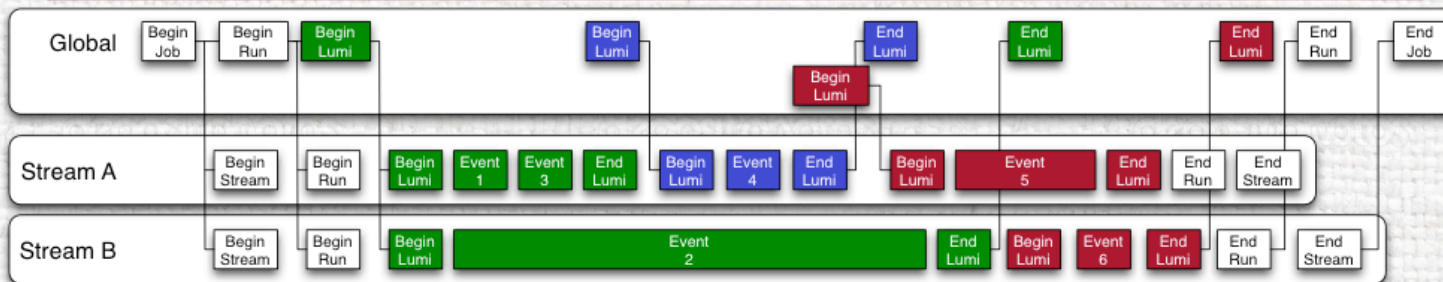 Global
Begin
Job
Begin
Run
Begin
Lumi
Begin
Lumi
End
Lumi
Begin
Lumi
End
Lumi
End
Lumi
End
Run
End
Job
Stream A
Begin
Stream
Begin
Run
Begin
Lumi
Event
1
Event
3
End
Lumi
Begin
Lumi
Event
4
End
Lumi
Begin
Lumi
Event
5
End
Lumi
End
Run
End
Stream
Stream B
Begin
Stream
Begin
Run
Begin
Lumi
Event
2
End
Lumi
Begin
Lumi
Event
6
End
Lumi
End
Run
End
Stream